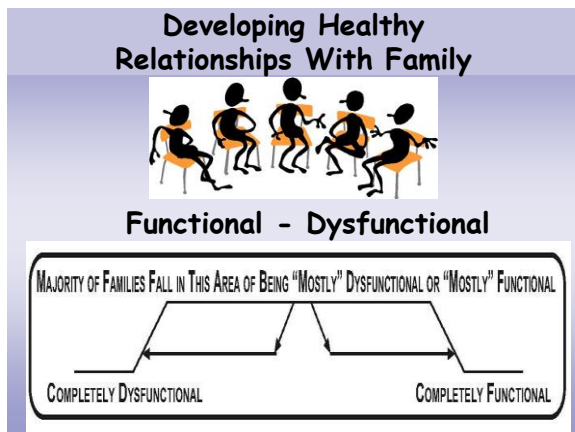 Developing Healthy
Relationships With Family
Functional - Dysfunctional
MAJORITY OF FAMILIES FALL IN THIS AREA OF BEING "MOSTLY" DYSFUNCTIONAL OR "MOSTLY" FUNCTIONAL
COMPLETELY DYSFUNCTIONAL
COMPLETELY FUNCTIONAL